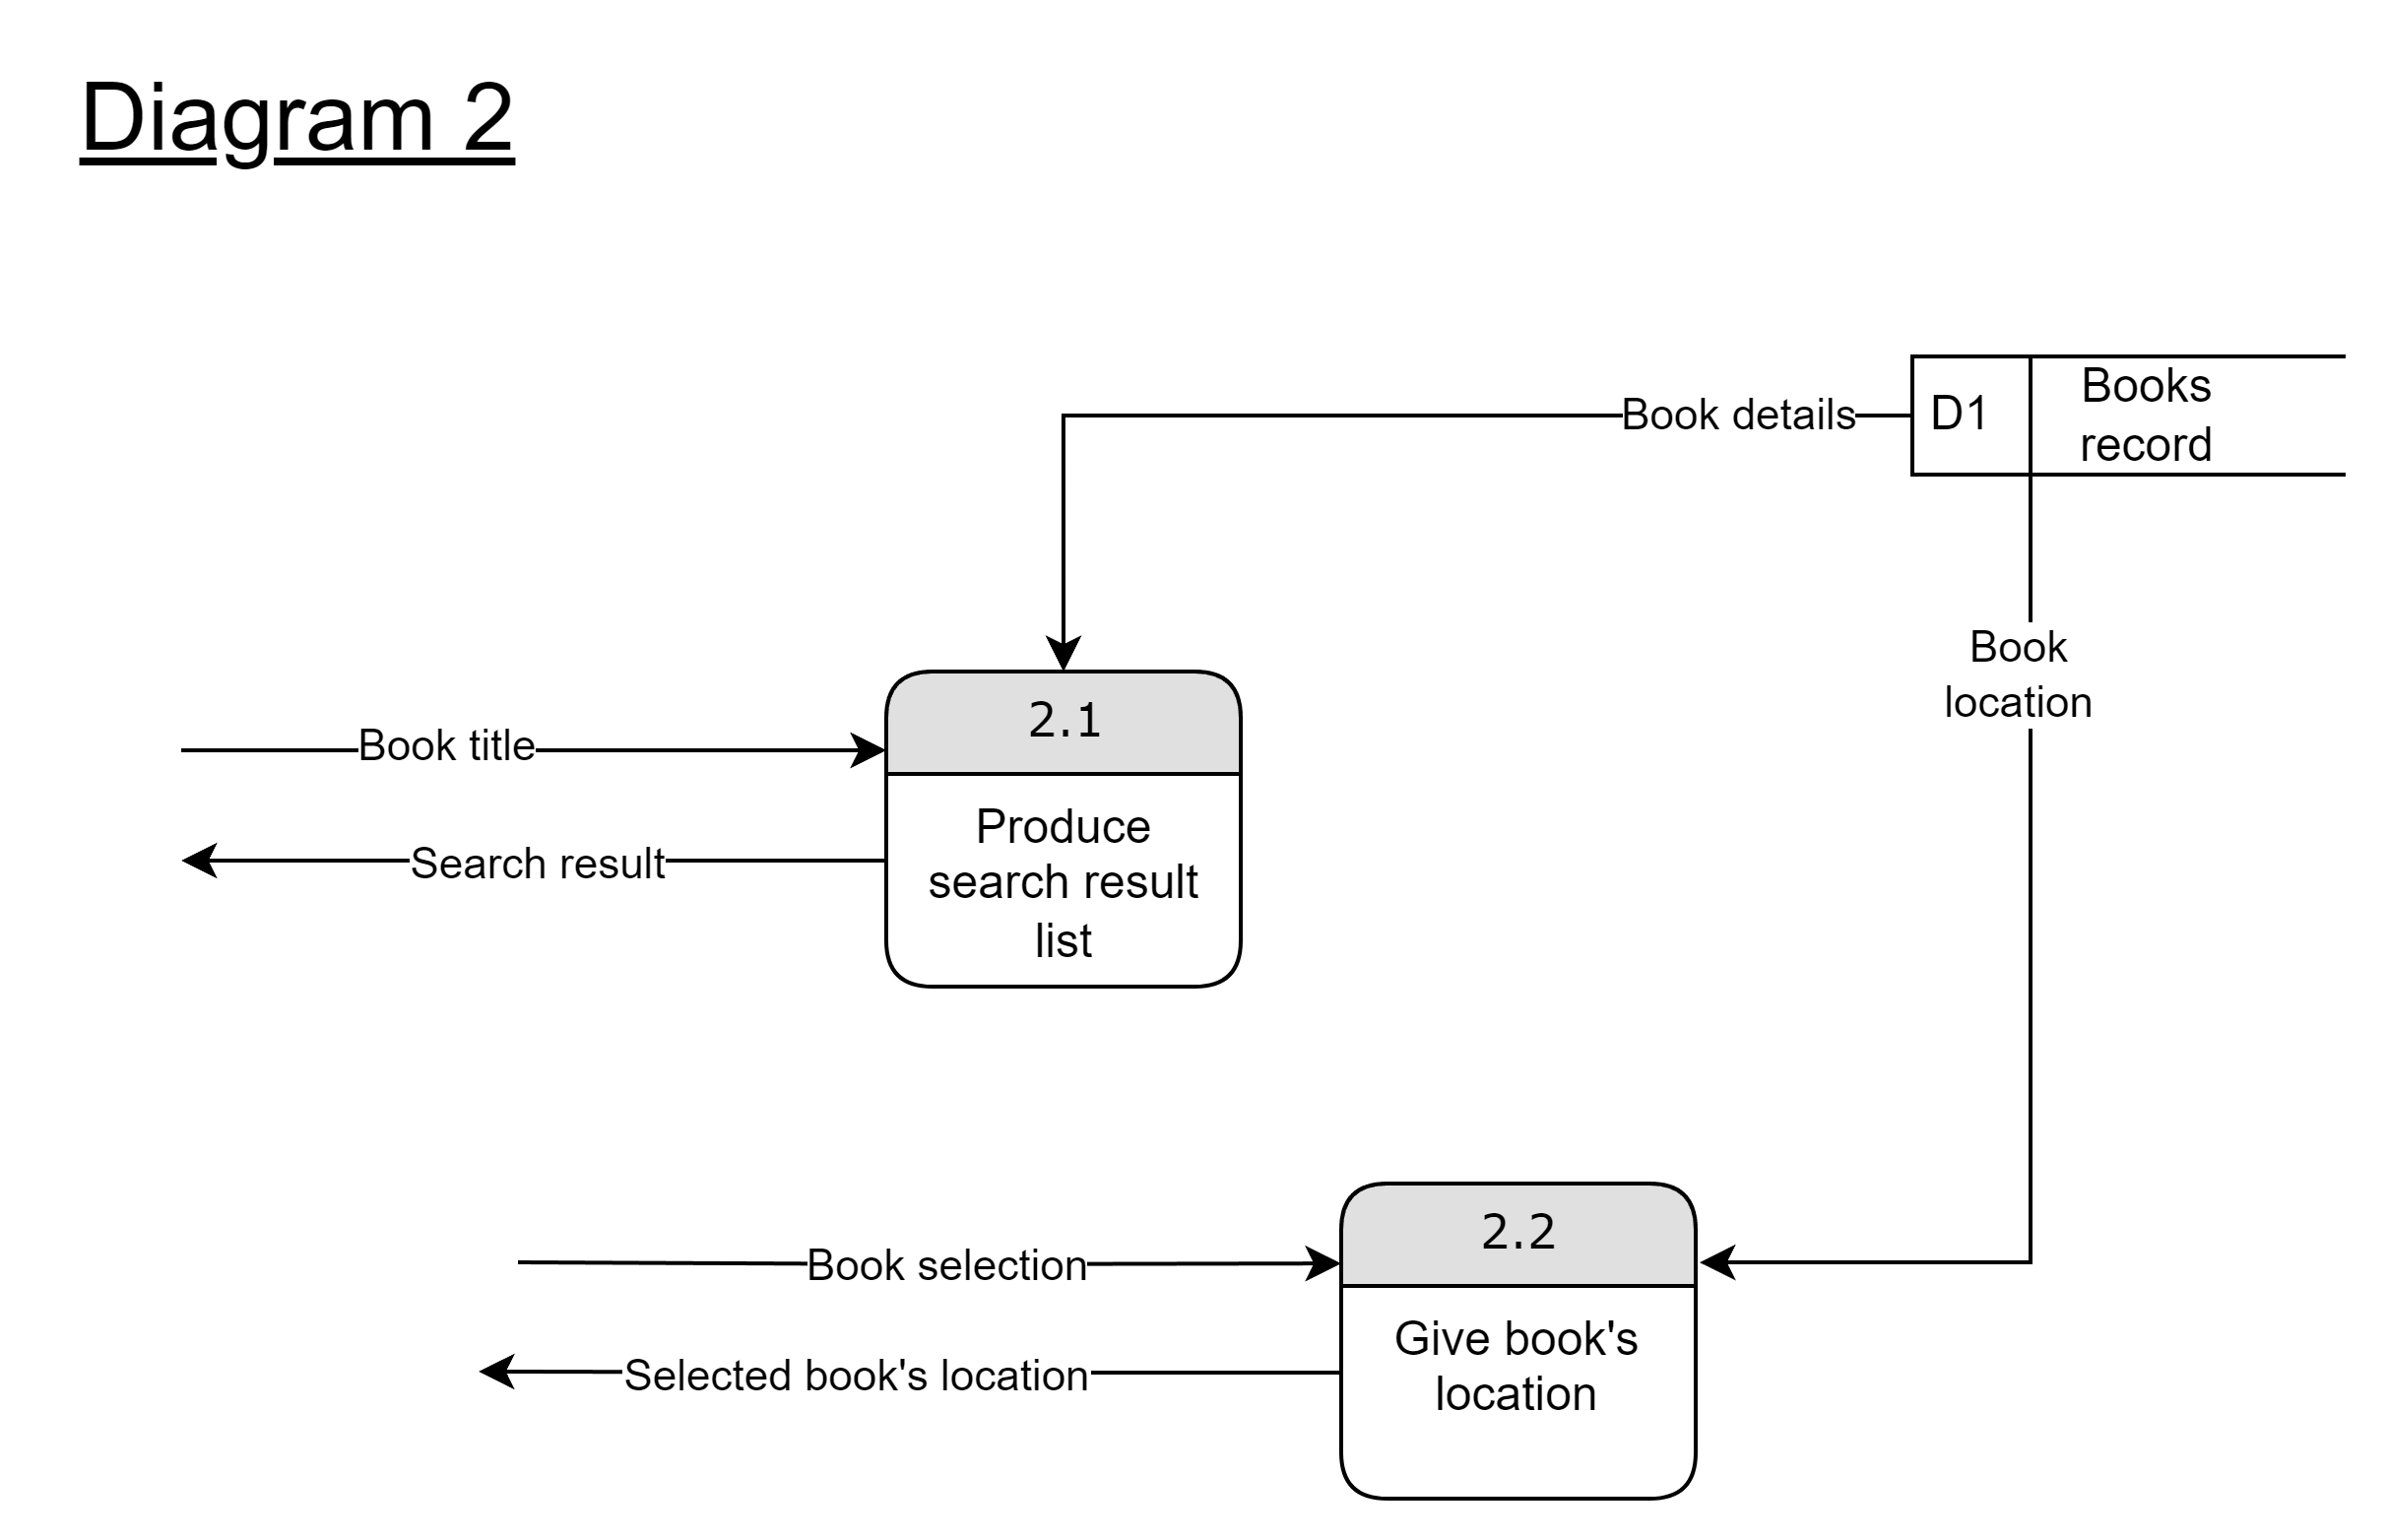 Diagram 2
Books
record
D1
Book details
Book
location
2.1
Book title
Produce
search result
list
Search result
2.2
Book selection
Give book's
location
Selected book's location